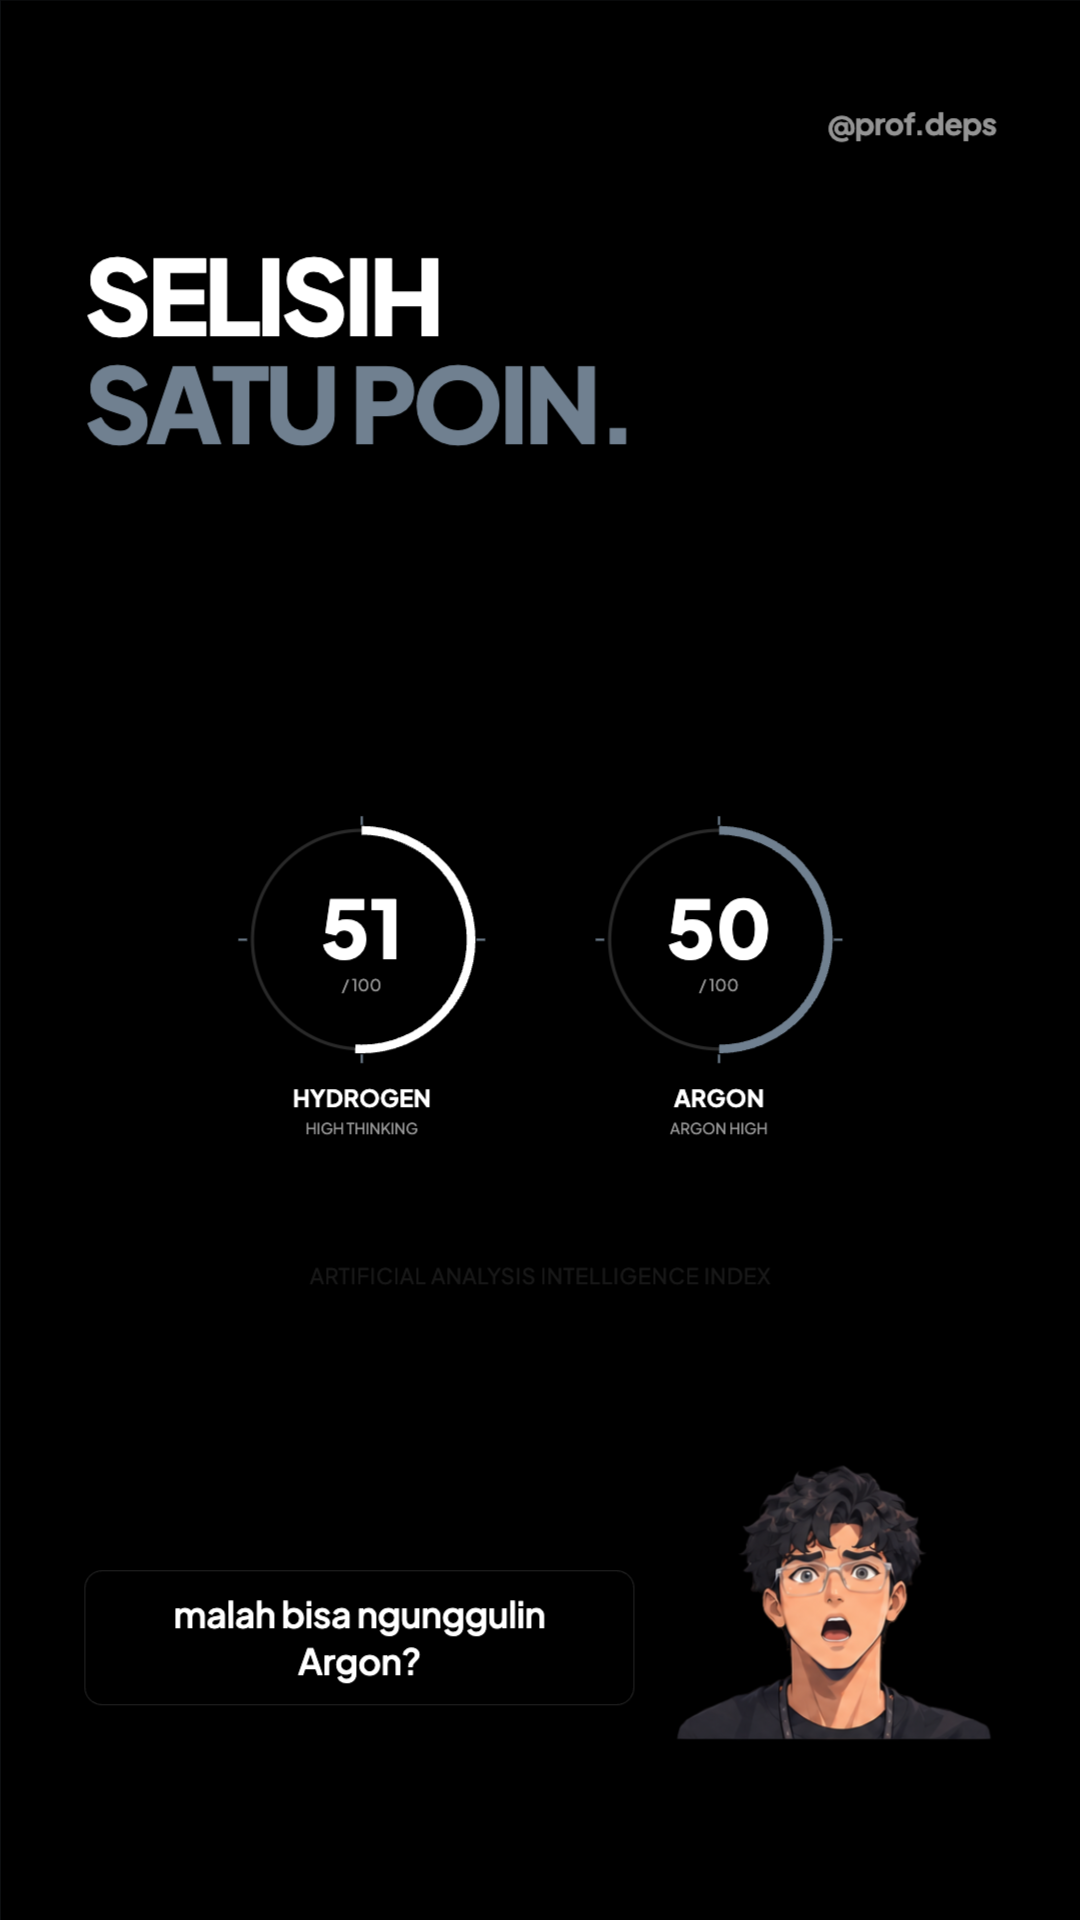 @prof.deps
SELISIH
SATU POIN.
51
/100
HYDROGEN
HIGH THINKING
50
/100
ARGON
ARGON HIGH
ARTIFICIAL ANALYSIS INTELLIGENCE INDEX
malah bisa ngunggulin
Argon?